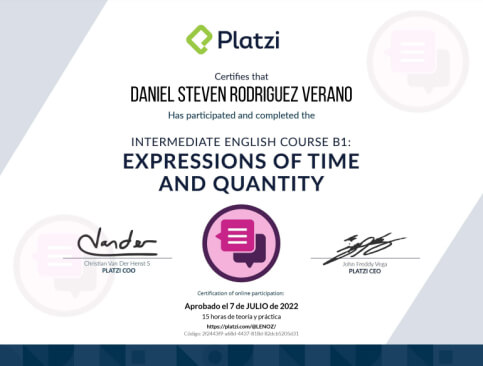 Platzi
Certifies that
DANIEL STEVEN RODRIGUEZ VERANO
Has participated and completed the
INTERMEDIATE ENGLISH COURSE B1:
EXPRESSIONS OF TIME
AND QUANTITY
Vander
Christian Van Der Henst S
PLATZI COO
John Freddy Vega
PLATZI CEO
Certification of online participation:
Aprobado el 7 de JULIO de 2022
15 horas de teoría y práctica
https://platzi.com/@LENOZ/
Código: